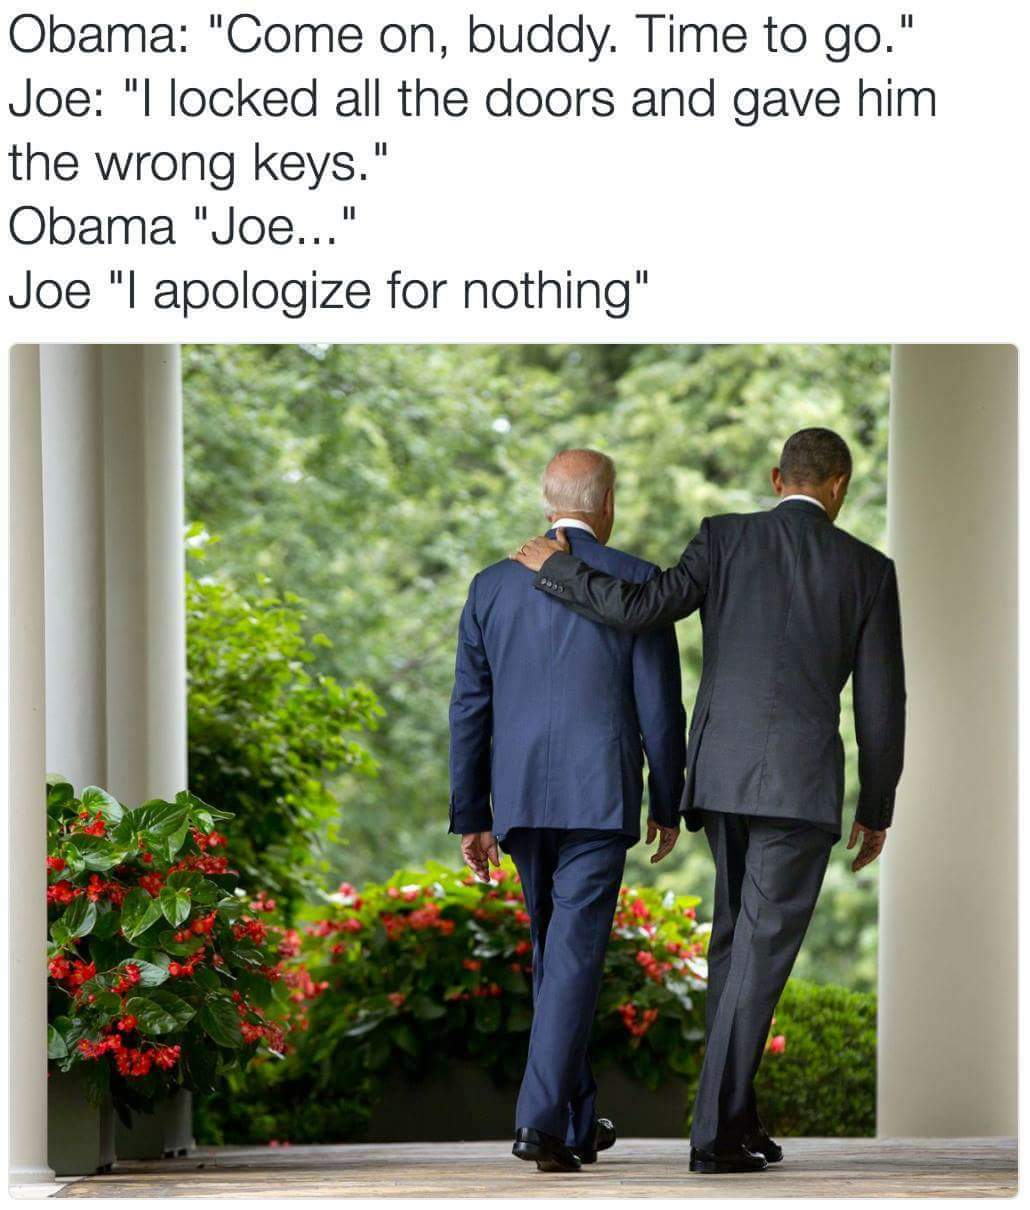 Obama: "Come on, buddy. Time to go."
Joe: "I locked all the doors and gave him
the wrong keys."
Obama "Joe..."
Joe "I apologize for nothing"